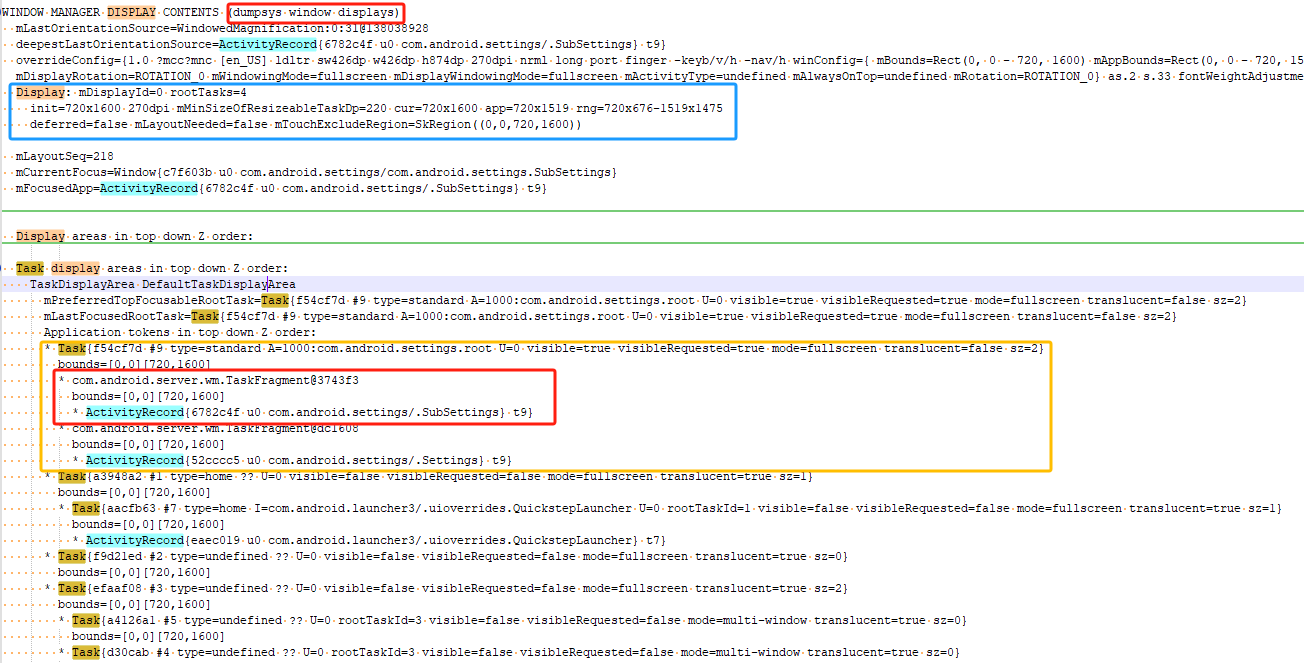 WINDOW MANAGER DISPLAY CONTENTS (dumpsys window displays)
mLastOrientationSource=WindowedMagnification:0:31@138038928
deepestLastOrientationSource=ActivityRecord{6782c4f u0 com.android.settings/.SubSettings} t9}
overrideConfig={1.0 ?mcc?mnc [en_US] ldltr sw426dp w426dp h874dp 270dpi nrml long port finger -keyb/v/h -nav/h winConfig={ mBounds=Rect(0, 0 - 720, 1600) mAppBounds=Rect(0, 0 - 720, 15
mDisplayRotation=ROTATION_0 mWindowingMode=fullscreen mDisplayWindowingMode=fullscreen mActivityType=undefined mAlwaysOnTop=undefined mRotation=ROTATION_0} as.2 s.33 fontWeightAdjustme
Display: mDisplayId=0 rootTasks=4
init=720x1600 270dpi mMinSizeOfResizeableTaskDp=220 cur=720x1600 app=720x1519 rng=720x676-1519x1475
deferred=false mLayoutNeeded=false mTouchExcludeRegion=SkRegion((0,0,720,1600))
mLayoutSeq=218
mCurrentFocus=Window{c7f603b u0 com.android.settings/com.android.settings.SubSettings}
mFocusedApp=ActivityRecord{6782c4f u0 com.android.settings/.SubSettings} t9}
Display areas in top down Z order:
Task display areas in top down Z order:
TaskDisplayArea DefaultTaskDisplayArea
mPreferredTopFocusableRootTask=Task{f54cf7d #9 type=standard A=1000:com.android.settings.root U=0 visible=true visibleRequested=true mode=fullscreen translucent=false sz=2}
mLastFocusedRootTask=Task{f54cf7d #9 type=standard A=1000:com.android.settings.root U=0 visible=true visibleRequested=true mode=fullscreen translucent=false sz=2}
Application tokens in top down Z order:
* Task{f54cf7d #9 type=standard A=1000:com.android.settings.root U=0 visible=true visibleRequested=true mode=fullscreen translucent=false sz=2}
bounds=[0,0][720,1600]
* com.android.server.wm.TaskFragment@3743f3
bounds=[0,0][720,1600]
* ActivityRecord{6782c4f u0 com.android.settings/.SubSettings} t9}
* com.android.server.wm.TaskFragment@dc1608
bounds=[0,0][720,1600]
* ActivityRecord{52cccc5 u0 com.android.settings/.Settings} t9}
* Task{a3948a2 #1 type=home ?? U=0 visible=false visibleRequested=false mode=fullscreen translucent=true sz=1}
bounds=[0,0][720,1600]
* Task{aacfb63 #7 type=home I=com.android.launcher3/.uioverrides.QuickstepLauncher U=0 rootTaskId=1 visible=false visibleRequested=false mode=fullscreen translucent=true sz=1}
bounds=[0,0][720,1600]
* ActivityRecord{eaec019 u0 com.android.launcher3/.uioverrides.QuickstepLauncher} t7}
* Task{f9d21ed #2 type=undefined ?? U=0 visible=false visibleRequested=false mode=fullscreen translucent=true sz=0}
bounds=[0,0][720,1600]
* Task{efaaf08 #3 type=undefined ?? U=0 visible=false visibleRequested=false mode=fullscreen translucent=true sz=2}
bounds=[0,0][720,1600]
* Task{a4126a1 #5 type=undefined ?? U=0 rootTaskId=3 visible=false visibleRequested=false mode=multi-window translucent=true sz=0}
bounds=[0,0][720,1600]
* Task{d30cab #4 type=undefined ?? U=0 rootTaskId=3 visible=false visibleRequested=false mode=multi-window translucent=true sz=0}